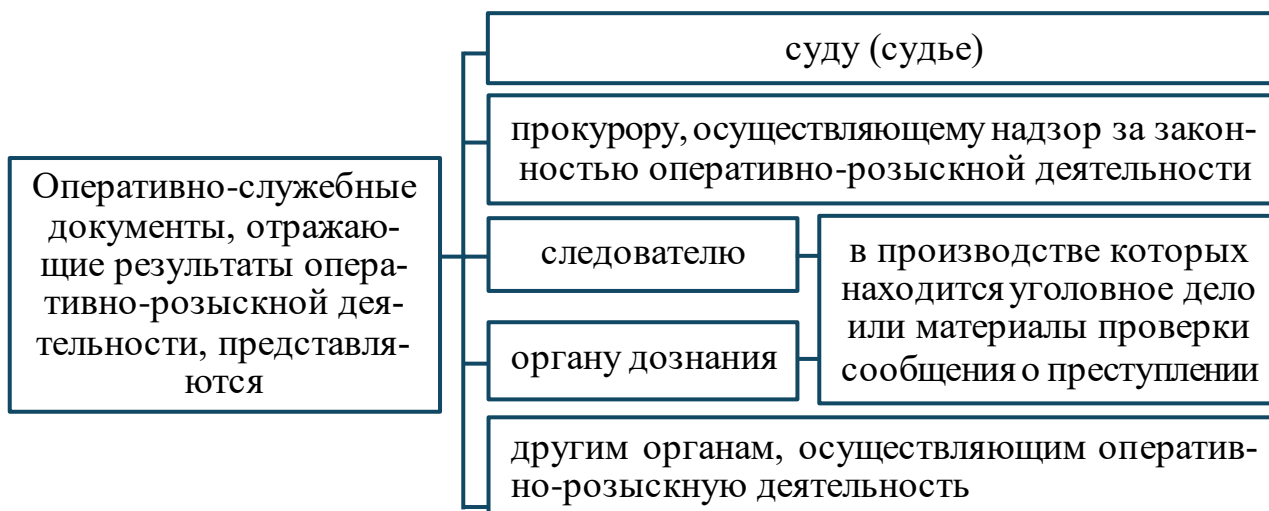 Оперативно-служебные
документы, отражаю-
щие результаты опера-
тивно-розыскной дея-
тельности, представля-
ются
суду (судье)
прокурору, осуществляющему надзор за закон-
ностью оперативно-розыскной деятельности
следователю
органу дознания
в производстве которых
находится уголовное дело
или материалы проверки
сообщения о преступлении
другим органам, осуществляющим оператив-
но-розыскную деятельность